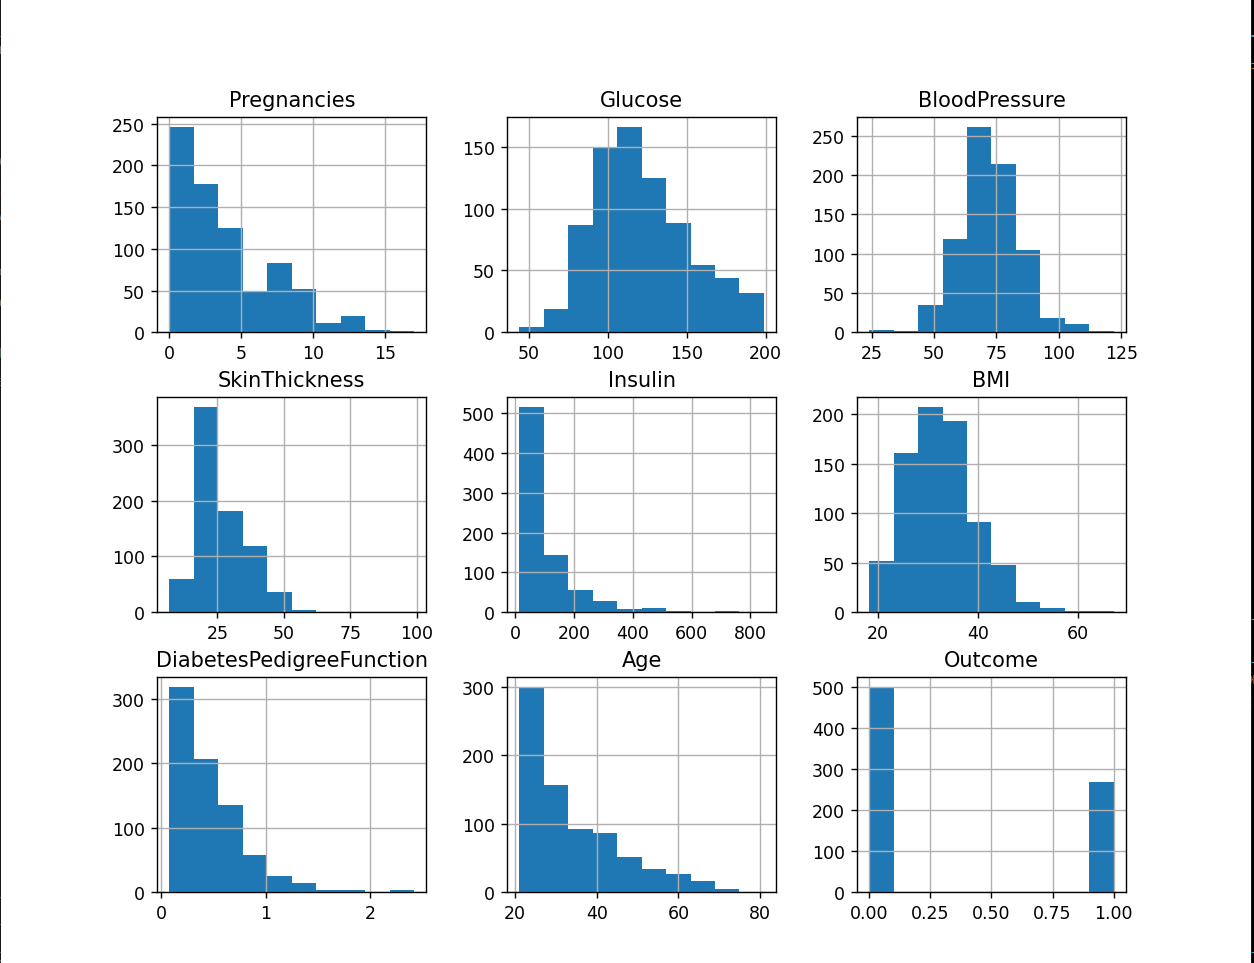 Pregnancies
Glucose
BloodPressure
250
200
150
100
50
0
0 5 10 15
150
100
50
0
50 100 150 200
250
200
150
100
50
0
25 50 75 100 125
SkinThickness
Insulin
BMI
300
200
100
0
25 50 75 100
500
400
300
200
100
0
0 200 400 600 800
200
150
100
50
0
20 40 60
DiabetesPedigreeFunction
Age
Outcome
300
200
100
0
0 1 2
300
200
100
0
20 40 60 80
500
400
300
200
100
0
0.00 0.25 0.50 0.75 1.00